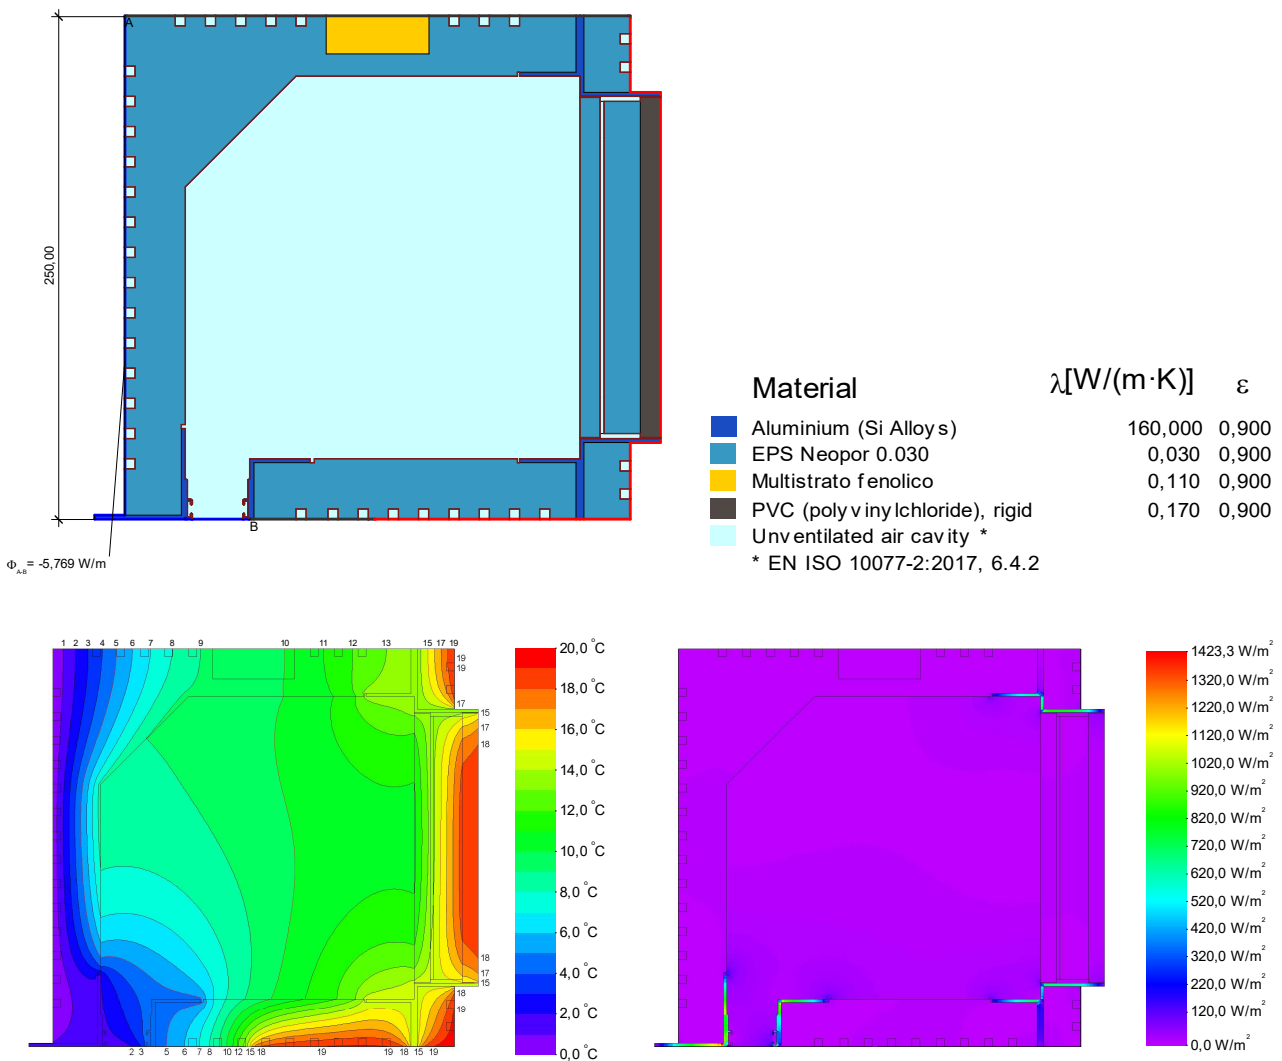 A
250,00
B
Φ A-B = -5,769 W/m
Material λ[W/(m·K)] ε
Aluminium (Si Alloys) 160,000 0,900
EPS Neopor 0.030 0,030 0,900
Multistrato fenolico 0,110 0,900
PVC (polyvinylchloride), rigid 0,170 0,900
Unventilated air cavity *
* EN ISO 10077-2:2017, 6.4.2
1 2 3 4 5 6 7 8 9 10 11 12 13 15 17 19
19
19
17
15
17
18
18
17
15
18
19
2 3 5 6 7 8 10 12 15 18 19 19 18 15 19
20,0 °C
18,0 °C
16,0 °C
14,0 °C
12,0 °C
10,0 °C
8,0 °C
6,0 °C
4,0 °C
2,0 °C
0,0 °C
1423,3 W/m²
1320,0 W/m²
1220,0 W/m²
1120,0 W/m²
1020,0 W/m²
920,0 W/m²
820,0 W/m²
720,0 W/m²
620,0 W/m²
520,0 W/m²
420,0 W/m²
320,0 W/m²
220,0 W/m²
120,0 W/m²
0,0 W/m²